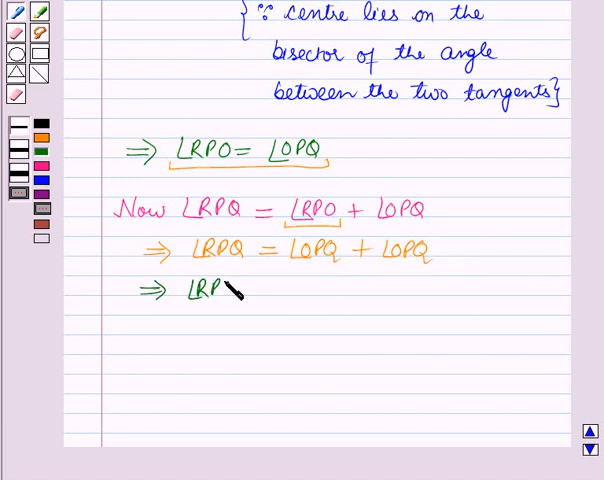 {∵ centre lies on the
bisector of the angle
between the two tangents}
⇒ ∠RPO = ∠OPQ
Now ∠RPQ = ∠RPO + ∠OPQ
⇒ ∠RPQ = ∠OPQ + ∠OPQ
⇒ ∠RP